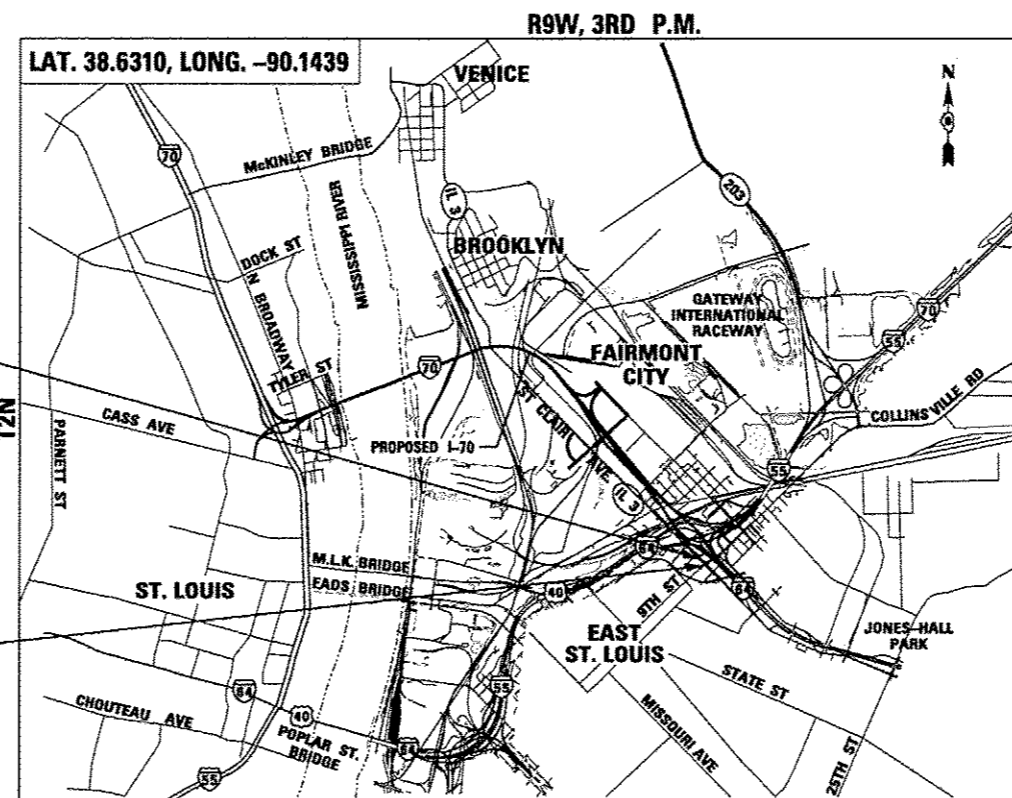 R9W, 3RD P.M.
LAT. 38.6310, LONG. -90.1439
VENICE
N
70
McKINLEY BRIDGE
203
IL 3
MISSISSIPPI RIVER
BROOKLYN
DOCK ST
N BROADWAY
GATEWAY
INTERNATIONAL
RACEWAY
70
55
FAIRMONT
CITY
TYLER ST
70
T2N
CASS AVE
PARNETT ST
ST CLAIR AVE
COLLINSVILLE RD
PROPOSED I-70
55
IL 3
M.L.K. BRIDGE
64
EADS BRIDGE
40
64
ST. LOUIS
9TH ST
EAST
ST. LOUIS
JONES-HALL
PARK
STATE ST
64
55
CHOUTEAU AVE
40
MISSOURI AVE
POPLAR ST.
BRIDGE
64
25TH ST
55